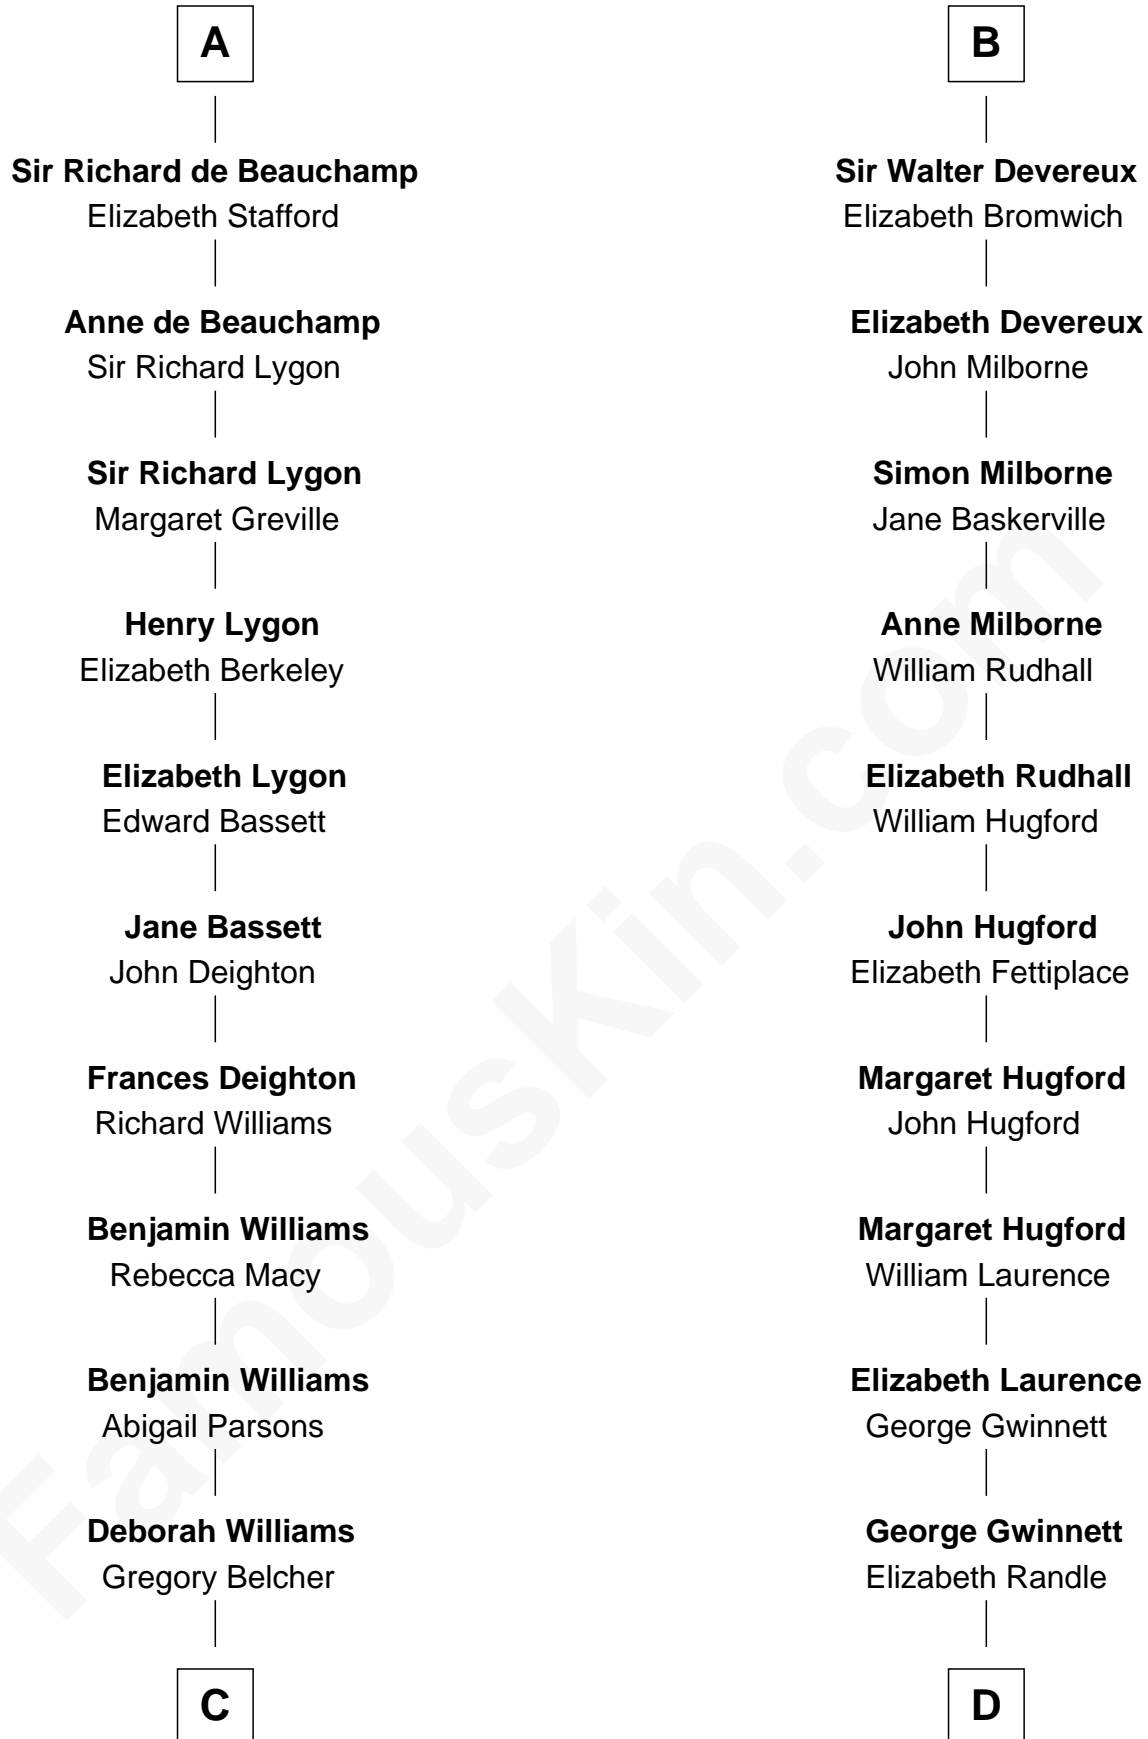 A
Sir Richard de Beauchamp
Elizabeth Stafford
Anne de Beauchamp
Sir Richard Lygon
Sir Richard Lygon
Margaret Greville
Henry Lygon
Elizabeth Berkeley
Elizabeth Lygon
Edward Bassett
Jane Bassett
John Deighton
Frances Deighton
Richard Williams
Benjamin Williams
Rebecca Macy
Benjamin Williams
Abigail Parsons
Deborah Williams
Gregory Belcher
C
B
Sir Walter Devereux
Elizabeth Bromwich
Elizabeth Devereux
John Milborne
Simon Milborne
Jane Baskerville
Anne Milborne
William Rudhall
Elizabeth Rudhall
William Hugford
John Hugford
Elizabeth Fettiplace
Margaret Hugford
John Hugford
Margaret Hugford
William Laurence
Elizabeth Laurence
George Gwinnett
George Gwinnett
Elizabeth Randle
D
FamousKin.com